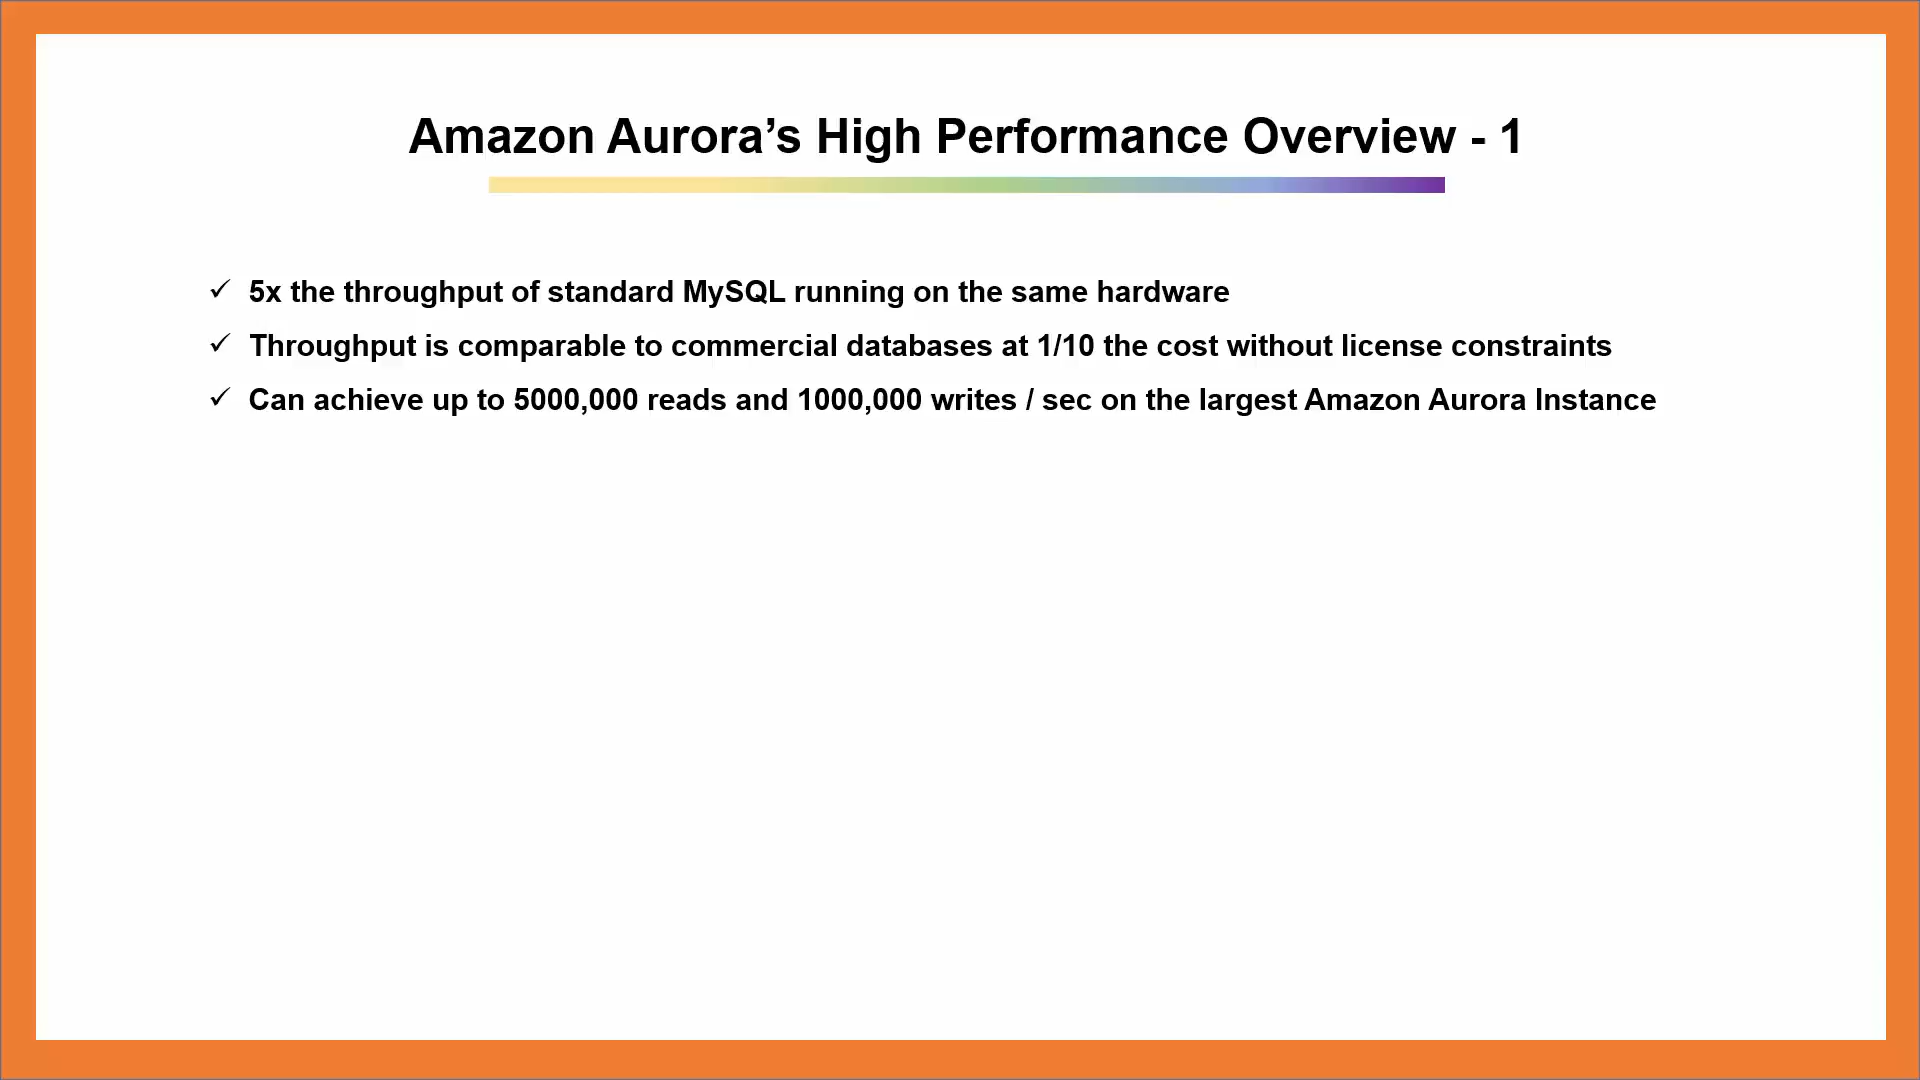 Amazon Aurora’s High Performance Overview - 1
✓ 5x the throughput of standard MySQL running on the same hardware
✓ Throughput is comparable to commercial databases at 1/10 the cost without license constraints
✓ Can achieve up to 5000,000 reads and 1000,000 writes / sec on the largest Amazon Aurora Instance